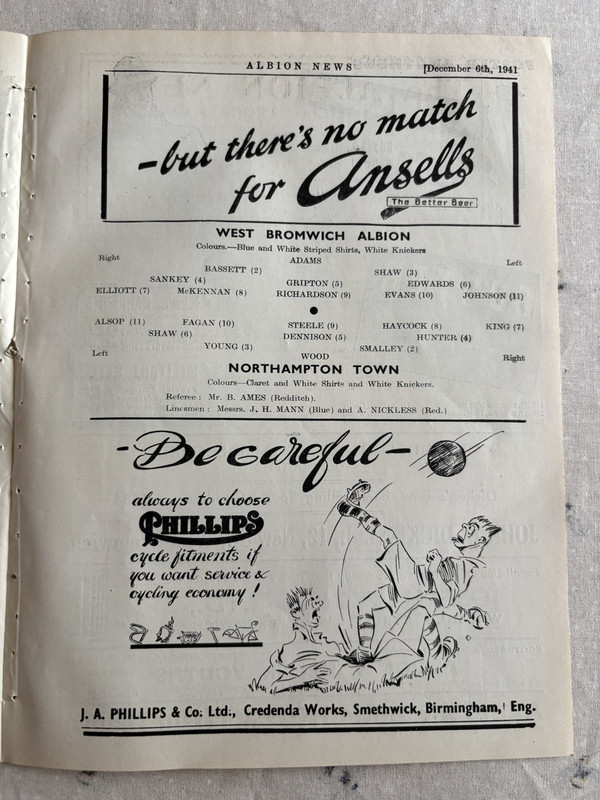 ALBION NEWS [December 6th, 1941
-but there's no match
for Ansells
The Better Beer
WEST BROMWICH ALBION
Colours.—Blue and White Striped Shirts, White Knickers
Right ADAMS Left
BASSETT (2) SHAW (3)
SANKEY (4) GRIPTON (5) EDWARDS (6)
ELLIOTT (7) McKENNAN (8) RICHARDSON (9) EVANS (10) JOHNSON (11)
ALSOP (11) FAGAN (10) STEELE (9) HAYCOCK (8) KING (7)
SHAW (6) DENNISON (5) HUNTER (4)
YOUNG (3) SMALLEY (2)
Left WOOD Right
NORTHAMPTON TOWN
Colours—Claret and White Shirts and White Knickers.
Referee: Mr. B. AMES (Redditch).
Linesmen: Messrs. J. H. MANN (Blue) and A. NICKLESS (Red.)
-Be careful-
always to choose
PHILLIPS
cycle fitments if
you want service &
cycling economy!
J. A. PHILLIPS & Co. Ltd., Credenda Works, Smethwick, Birmingham, Eng.